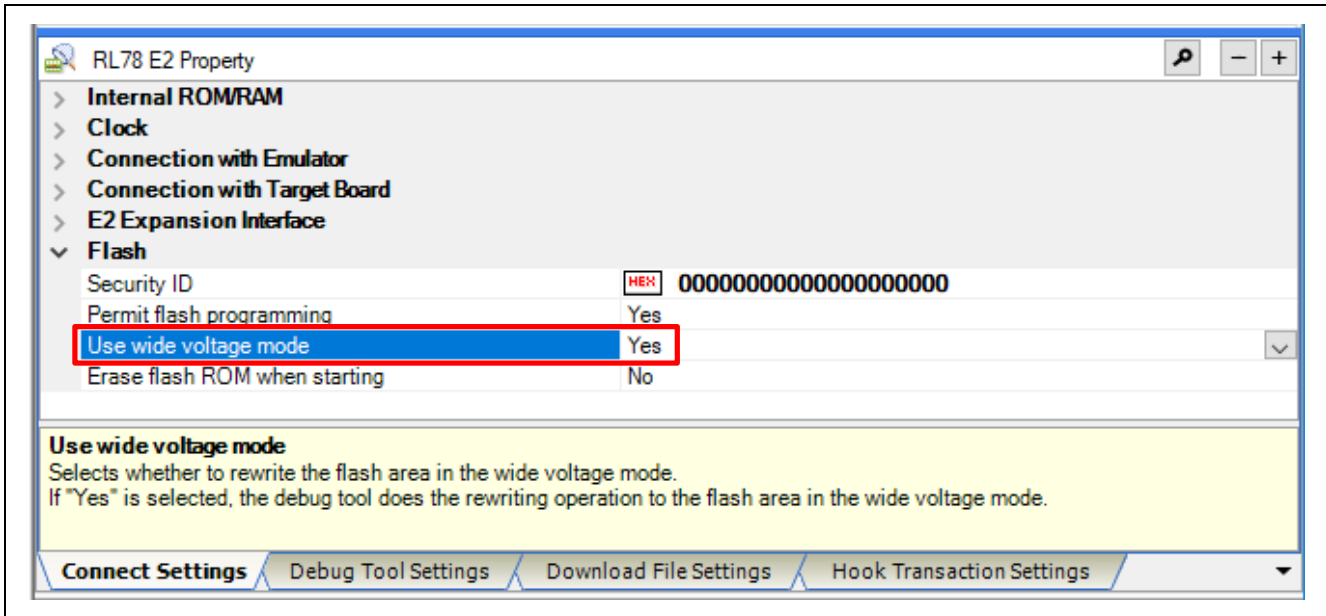 RL78 E2 Property
Internal ROM/RAM
Clock
Connection with Emulator
Connection with Target Board
E2 Expansion Interface
Flash
Security ID HEX 00000000000000000000
Permit flash programming Yes
Use wide voltage mode Yes
Erase flash ROM when starting No
Use wide voltage mode
Selects whether to rewrite the flash area in the wide voltage mode.
If "Yes" is selected, the debug tool does the rewriting operation to the flash area in the wide voltage mode.
Connect Settings Debug Tool Settings Download File Settings Hook Transaction Settings